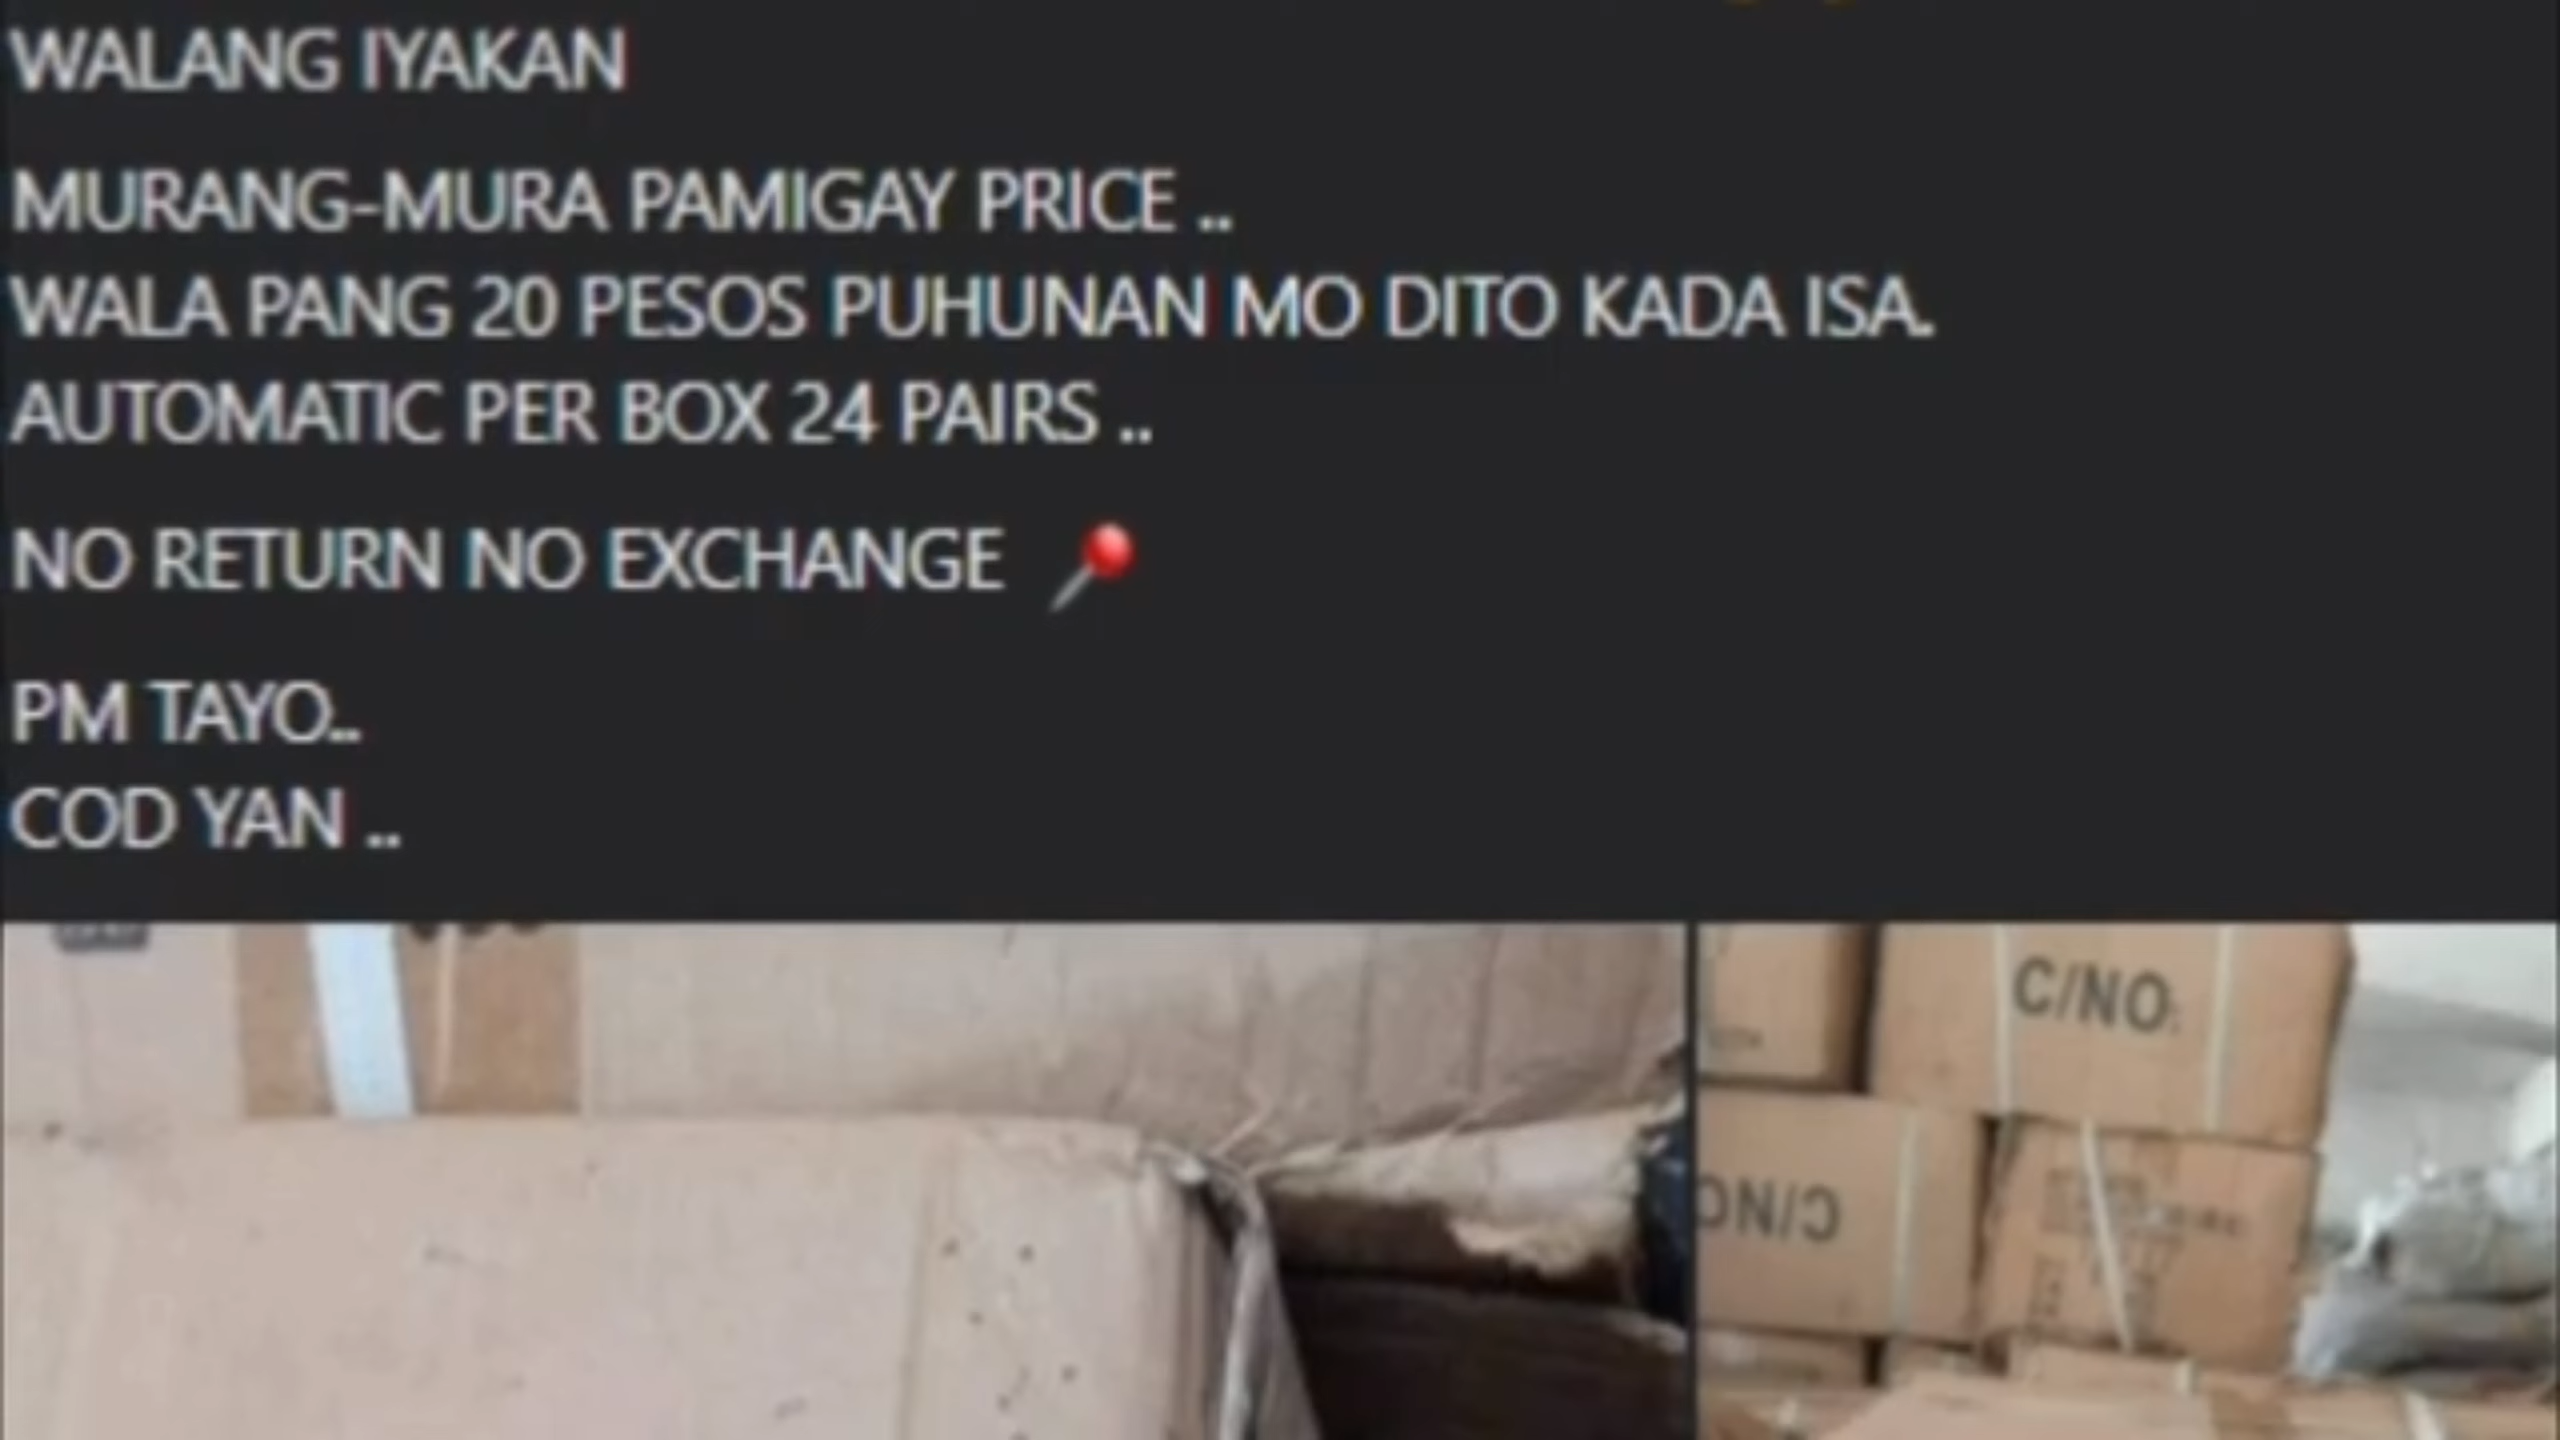 WALANG IYAKAN
MURANG-MURA PAMIGAY PRICE ..
WALA PANG 20 PESOS PUHUNAN MO DITO KADA ISA.
AUTOMATIC PER BOX 24 PAIRS ..
NO RETURN NO EXCHANGE 📍
PM TAYO..
COD YAN ..
C/NO:
C/NO